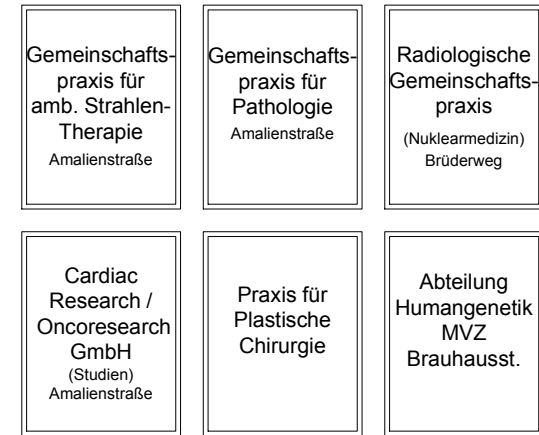 Gemeinschafts-
praxis für
amb. Strahlen-
Therapie
Amalienstraße
Gemeinschafts-
praxis für
Pathologie
Amalienstraße
Radiologische
Gemeinschafts-
praxis
(Nuklearmedizin)
Brüderweg
Cardiac
Research /
Oncoresearch
GmbH
(Studien)
Amalienstraße
Praxis für
Plastische
Chirurgie
Abteilung
Humangenetik
MVZ
Brauhausst.